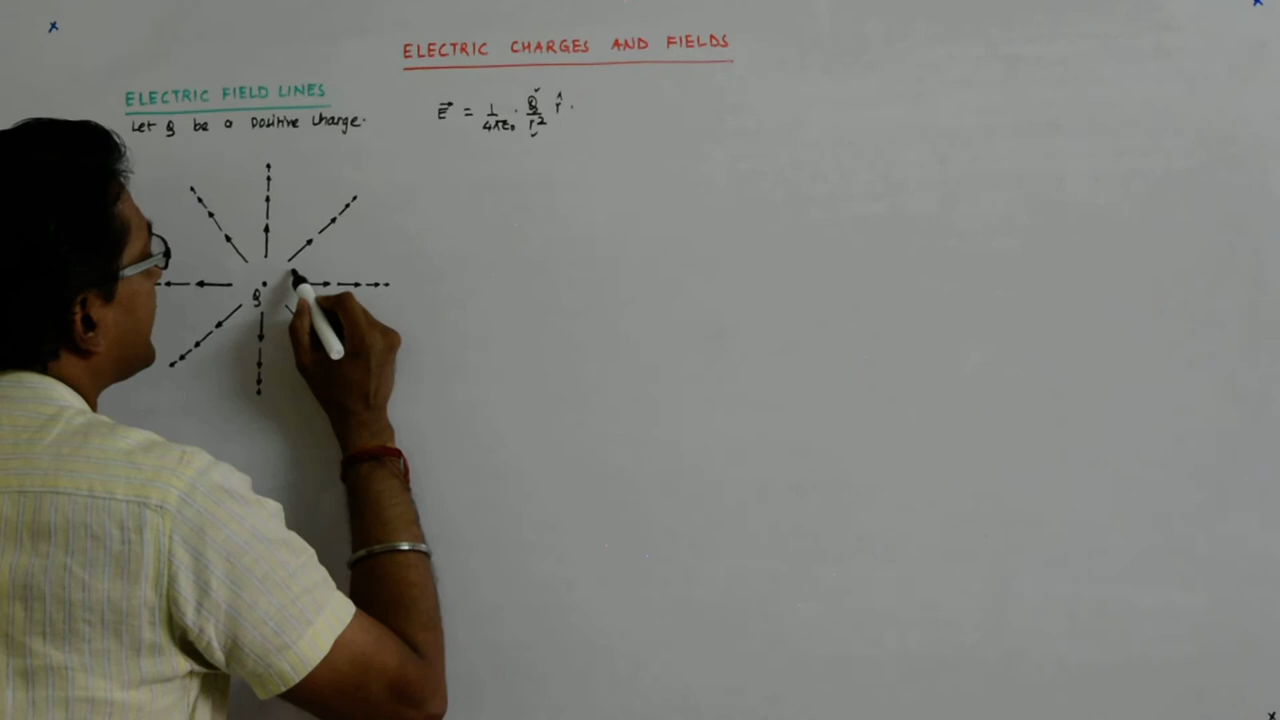 ELECTRIC CHARGES AND FIELDS
ELECTRIC FIELD LINES
Let Q be a positive charge.
E⃗ = 1/4πε₀ · Q/r² r̂.
Q